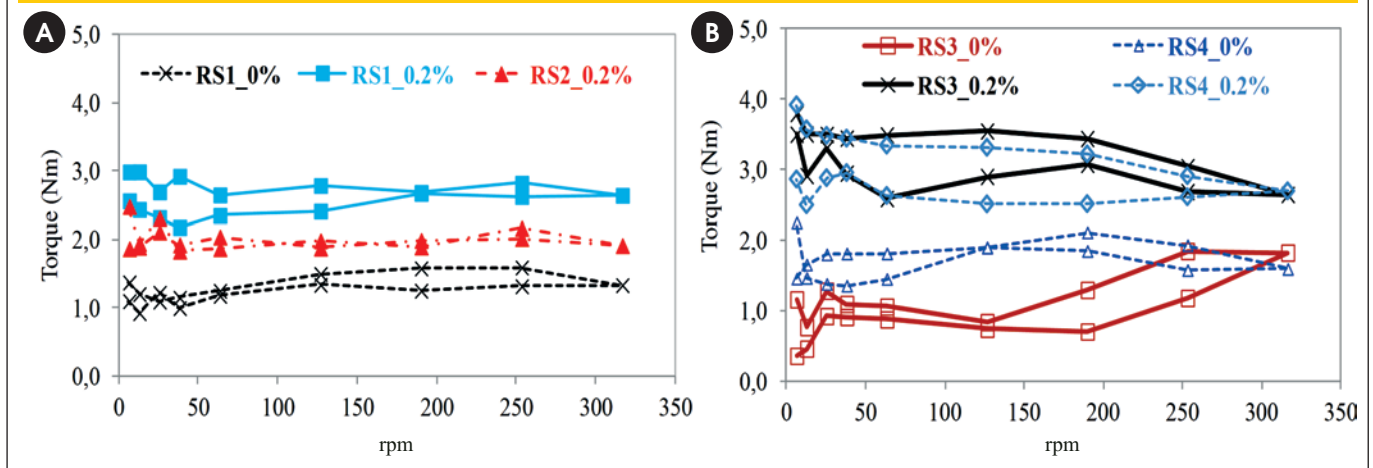 A
5,0
4,0
3,0
2,0
1,0
0,0
Torque (Nm)
RS1_0% RS1_0.2% RS2_0.2%
0 50 100 150 200 250 300 350
rpm
B
5,0
4,0
3,0
2,0
1,0
0,0
Torque (Nm)
RS3_0% RS4_0%
RS3_0.2% RS4_0.2%
0 50 100 150 200 250 300 350
rpm